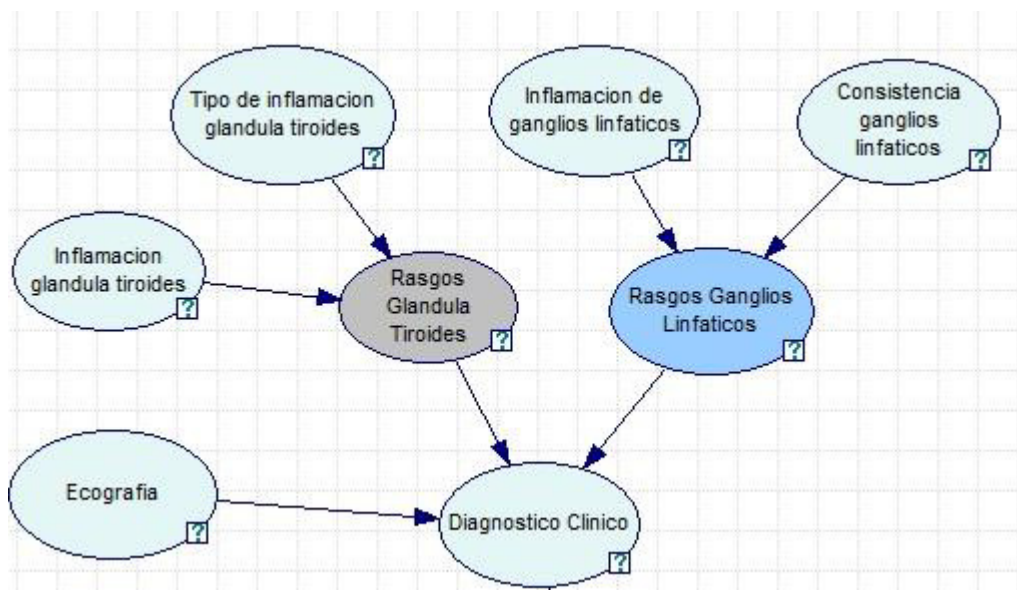 Tipo de inflamacion
glandula tiroides
?
Inflamacion de
ganglios linfaticos
?
Consistencia
ganglios
linfaticos
?
Inflamacion
glandula tiroides
?
Rasgos
Glandula
Tiroides
?
Rasgos Ganglios
Linfaticos
?
Ecografia
?
Diagnostico Clinico
?